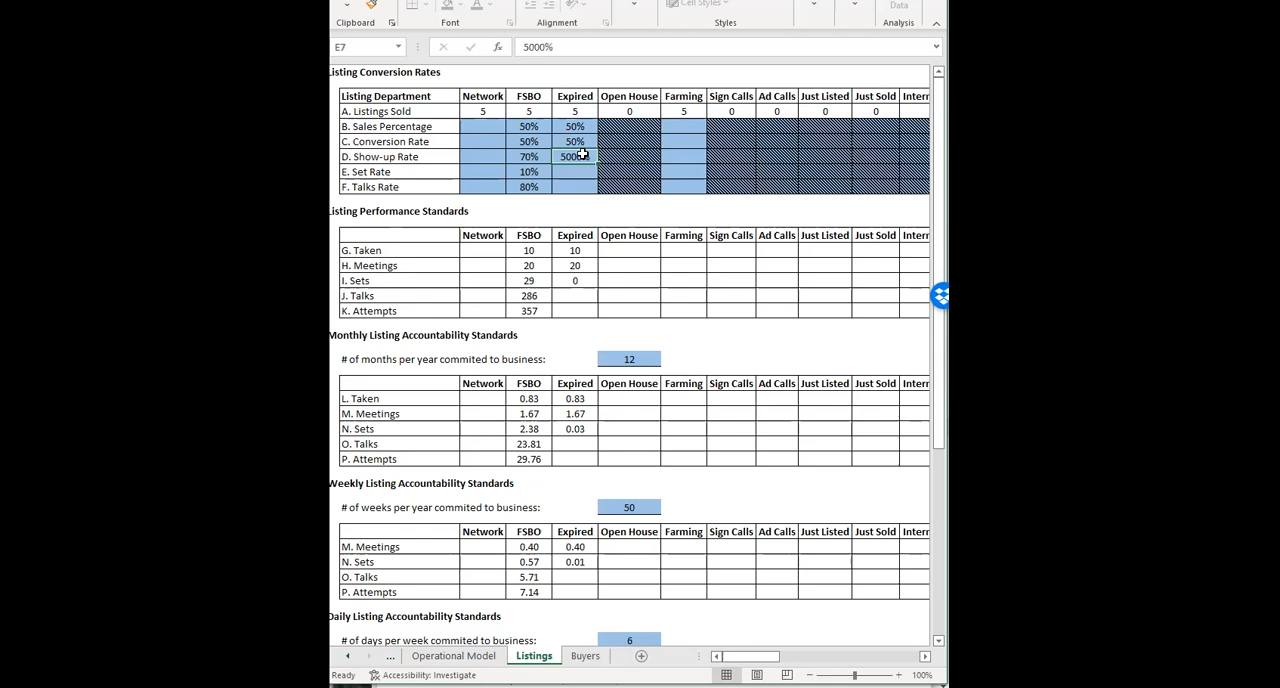 Cell Styles
Data
Clipboard Font Alignment Styles Analysis
E7 fx 5000%
Listing Conversion Rates
Listing Department Network FSBO Expired Open House Farming Sign Calls Ad Calls Just Listed Just Sold Intern
A. Listings Sold 5 5 5 0 5 0 0 0 0
B. Sales Percentage 50% 50%
C. Conversion Rate 50% 50%
D. Show-up Rate 70% 5000%
E. Set Rate 10%
F. Talks Rate 80%
Listing Performance Standards
Network FSBO Expired Open House Farming Sign Calls Ad Calls Just Listed Just Sold Intern
G. Taken 10 10
H. Meetings 20 20
I. Sets 29 0
J. Talks 286
K. Attempts 357
Monthly Listing Accountability Standards
# of months per year commited to business: 12
Network FSBO Expired Open House Farming Sign Calls Ad Calls Just Listed Just Sold Intern
L. Taken 0.83 0.83
M. Meetings 1.67 1.67
N. Sets 2.38 0.03
O. Talks 23.81
P. Attempts 29.76
Weekly Listing Accountability Standards
# of weeks per year commited to business: 50
Network FSBO Expired Open House Farming Sign Calls Ad Calls Just Listed Just Sold Intern
M. Meetings 0.40 0.40
N. Sets 0.57 0.01
O. Talks 5.71
P. Attempts 7.14
Daily Listing Accountability Standards
# of days per week commited to business: 6
... Operational Model Listings Buyers
Ready Accessibility: Investigate 100%